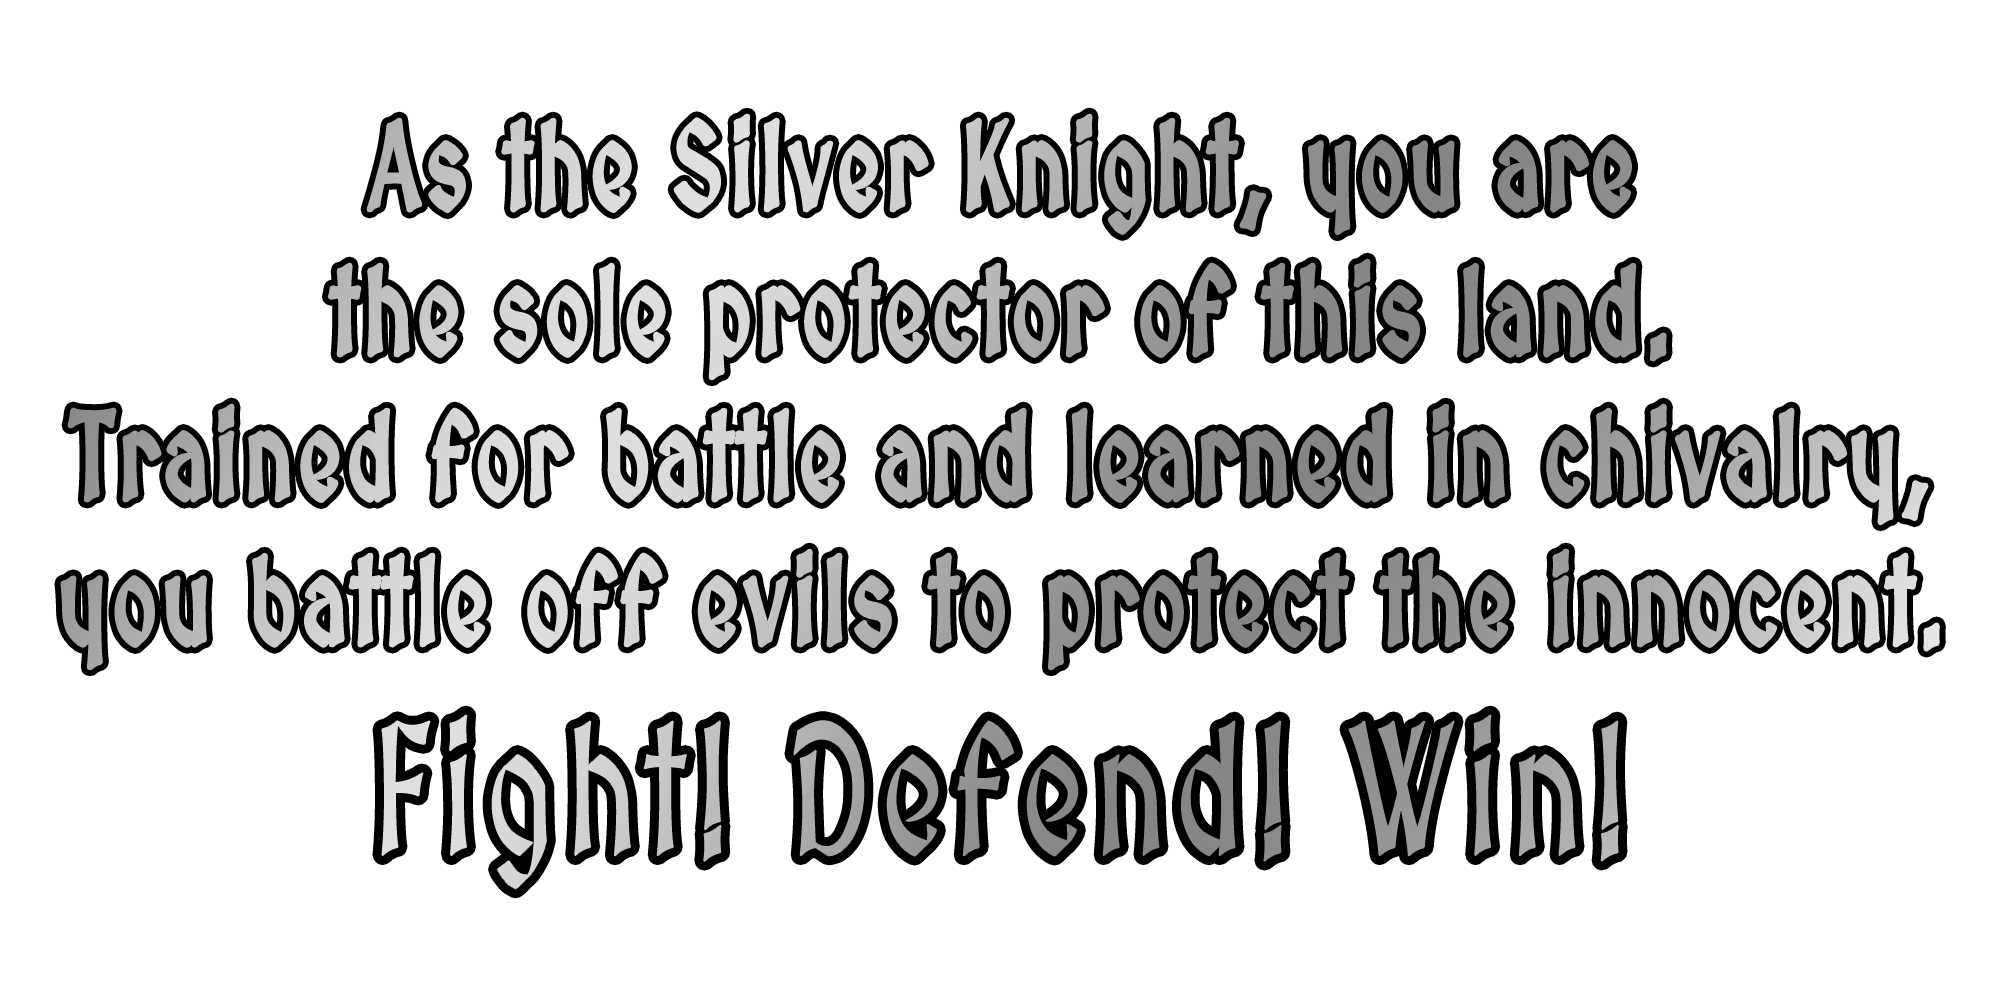 As the Silver Knight, you are
the sole protector of this land.
Trained for battle and learned in chivalry,
you battle off evils to protect the innocent.
Fight! Defend! Win!